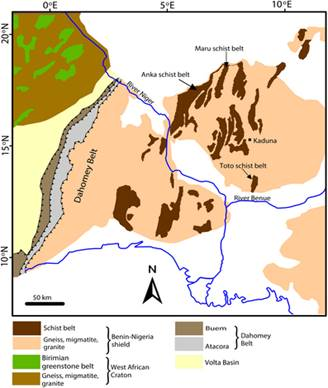 5°E
10°E
20°N
15°N
10°N
Maru schist belt
Anka schist belt
River Niger
Kaduna
Toto schist belt
Dahomey Belt
River Benue
N
50 km
Schist belt
Gneiss, migmatite,
granite
Benin-Nigeria
shield
Birimian
greenstone belt
Gneiss, migmatite,
granite
West African
Craton
Buem
Atacora
Dahomey
Belt
Volta Basin